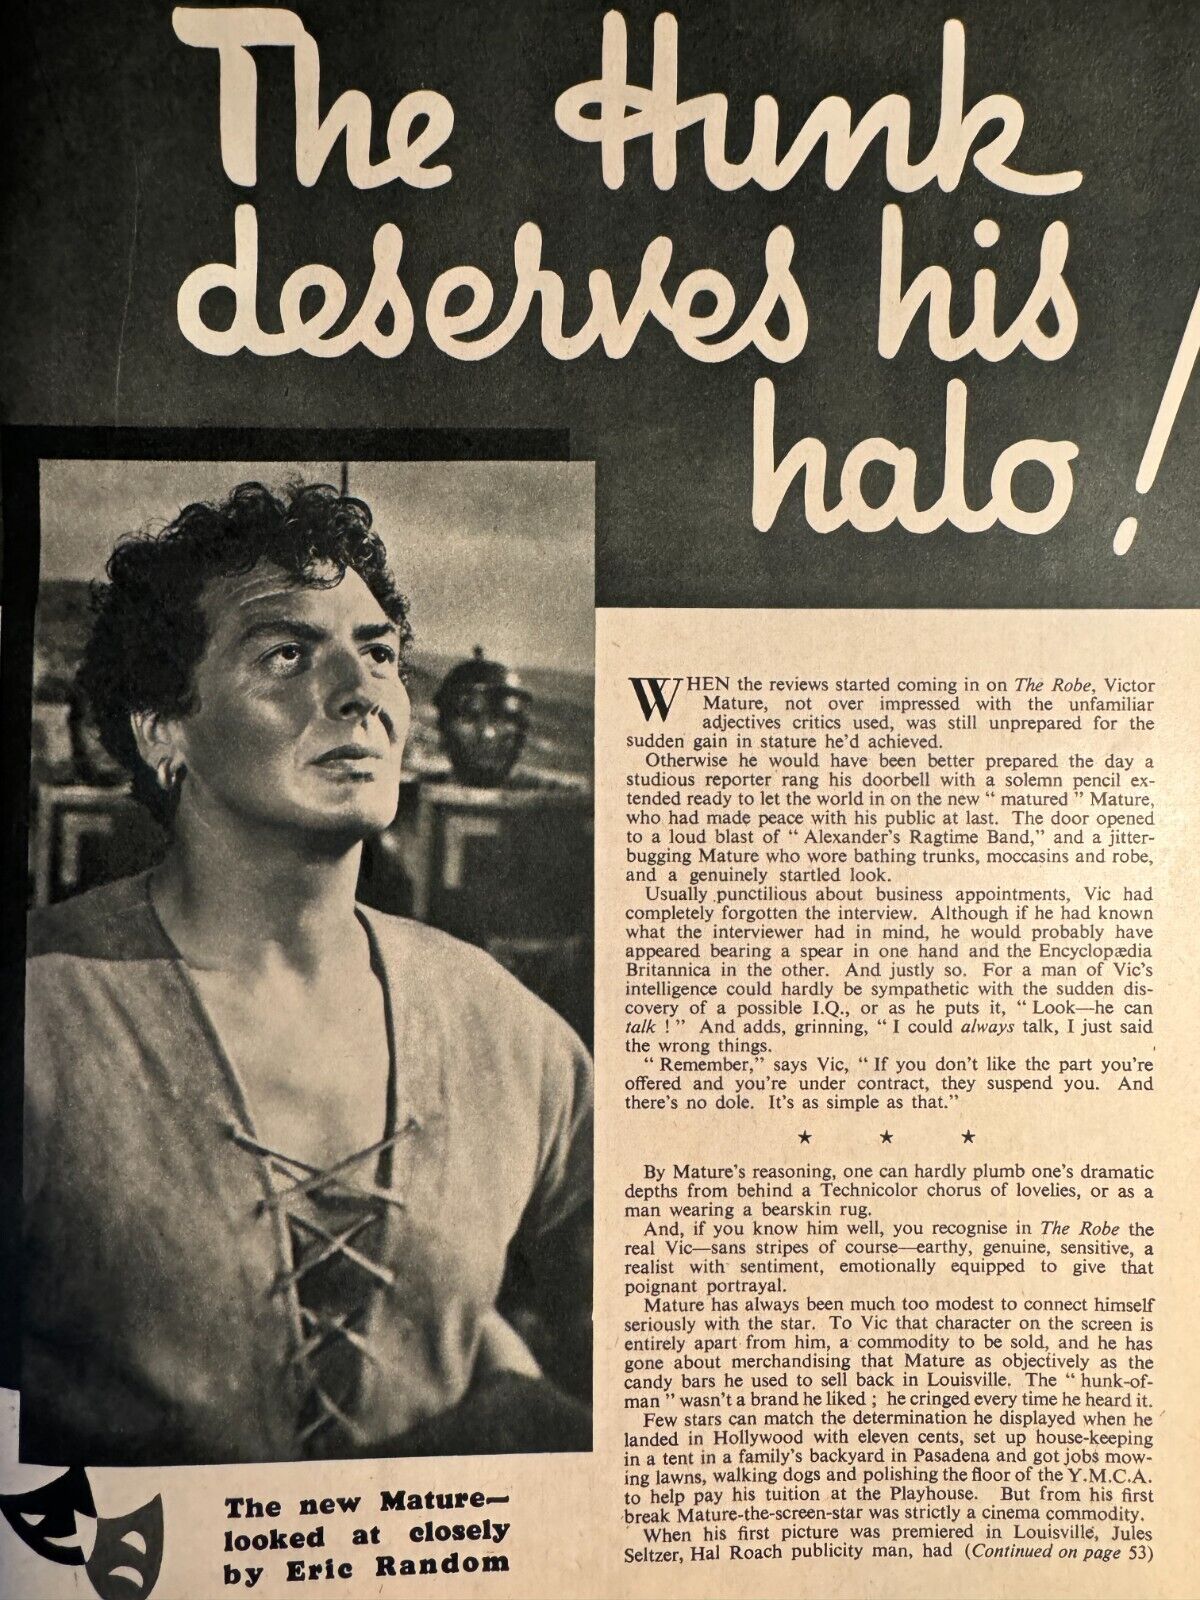 The Hunk
deserves his
halo!
WHEN the reviews started coming in on The Robe, Victor
Mature, not over impressed with the unfamiliar
adjectives critics used, was still unprepared for the
sudden gain in stature he'd achieved.
Otherwise he would have been better prepared the day a
studious reporter rang his doorbell with a solemn pencil ex-
tended ready to let the world in on the new " matured " Mature,
who had made peace with his public at last. The door opened
to a loud blast of " Alexander's Ragtime Band," and a jitter-
bugging Mature who wore bathing trunks, moccasins and robe,
and a genuinely startled look.
Usually punctilious about business appointments, Vic had
completely forgotten the interview. Although if he had known
what the interviewer had in mind, he would probably have
appeared bearing a spear in one hand and the Encyclopædia
Britannica in the other. And justly so. For a man of Vic's
intelligence could hardly be sympathetic with the sudden dis-
covery of a possible I.Q., or as he puts it, " Look—he can
talk ! " And adds, grinning, " I could always talk, I just said
the wrong things.
" Remember," says Vic, " If you don't like the part you're
offered and you're under contract, they suspend you. And
there's no dole. It's as simple as that."
★ ★ ★
By Mature's reasoning, one can hardly plumb one's dramatic
depths from behind a Technicolor chorus of lovelies, or as a
man wearing a bearskin rug.
And, if you know him well, you recognise in The Robe the
real Vic—sans stripes of course—earthy, genuine, sensitive, a
realist with sentiment, emotionally equipped to give that
poignant portrayal.
Mature has always been much too modest to connect himself
seriously with the star. To Vic that character on the screen is
entirely apart from him, a commodity to be sold, and he has
gone about merchandising that Mature as objectively as the
candy bars he used to sell back in Louisville. The " hunk-of-
man " wasn't a brand he liked ; he cringed every time he heard it.
Few stars can match the determination he displayed when he
landed in Hollywood with eleven cents, set up house-keeping
in a tent in a family's backyard in Pasadena and got jobs mow-
ing lawns, walking dogs and polishing the floor of the Y.M.C.A.
to help pay his tuition at the Playhouse. But from his first
break Mature-the-screen-star was strictly a cinema commodity.
When his first picture was premiered in Louisville, Jules
Seltzer, Hal Roach publicity man, had (Continued on page 53)
The new Mature—
looked at closely
by Eric Random